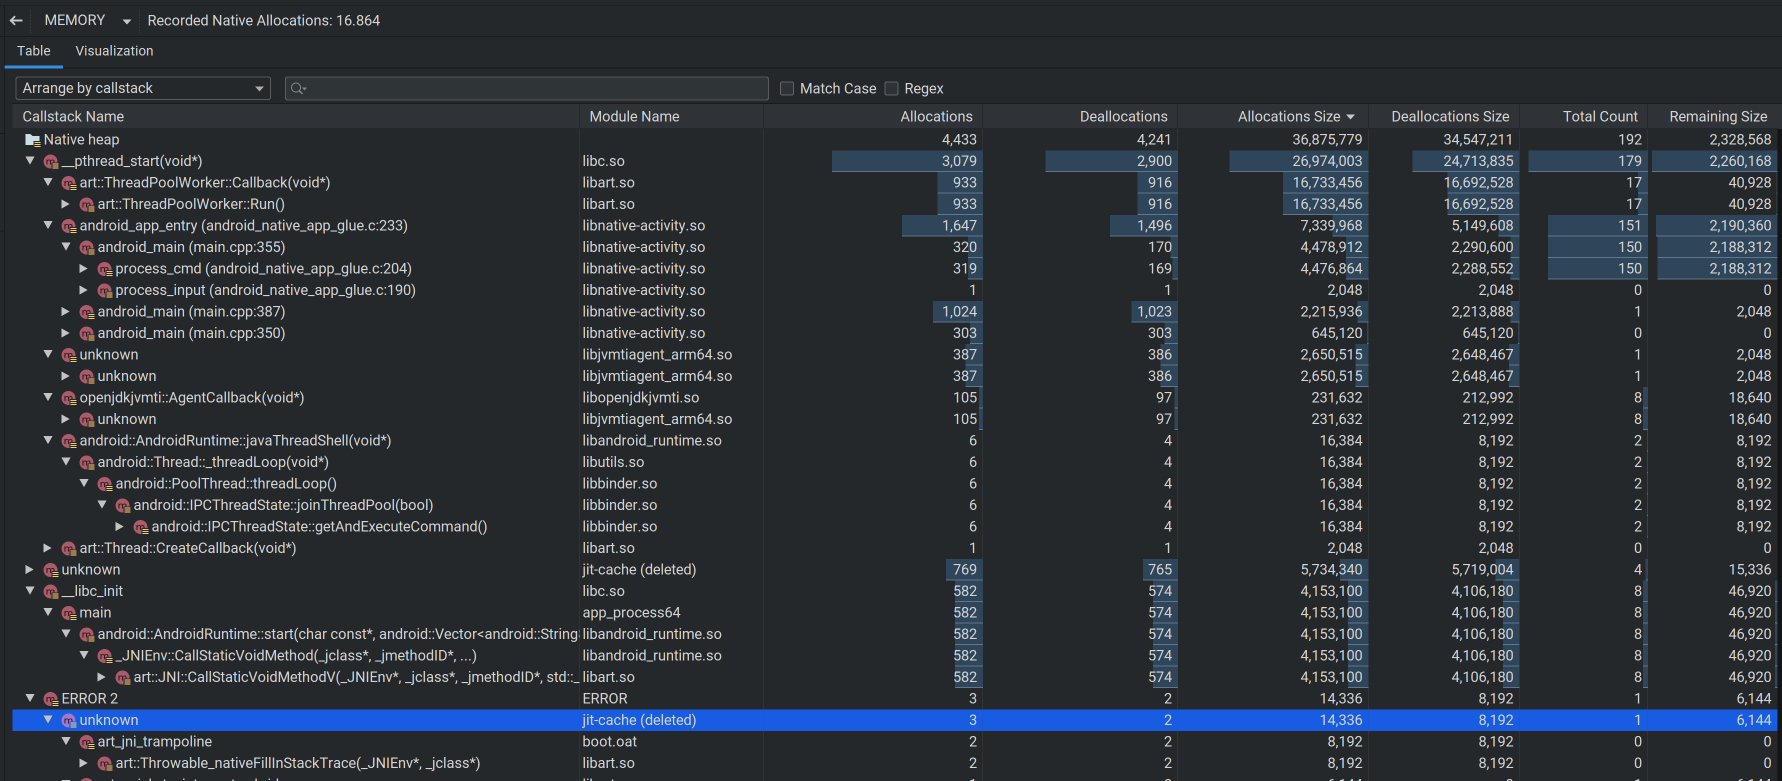 MEMORY Recorded Native Allocations: 16.864
Table Visualization
Arrange by callstack Match Case Regex
Callstack Name Module Name Allocations Deallocations Allocations Size Deallocations Size Total Count Remaining Size
Native heap 4,433 4,241 36,875,779 34,547,211 192 2,328,568
__pthread_start(void*) libc.so 3,079 2,900 26,974,003 24,713,835 179 2,260,168
art::ThreadPoolWorker::Callback(void*) libart.so 933 916 16,733,456 16,692,528 17 40,928
art::ThreadPoolWorker::Run() libart.so 933 916 16,733,456 16,692,528 17 40,928
android_app_entry (android_native_app_glue.c:233) libnative-activity.so 1,647 1,496 7,339,968 5,149,608 151 2,190,360
android_main (main.cpp:355) libnative-activity.so 320 170 4,478,912 2,290,600 150 2,188,312
process_cmd (android_native_app_glue.c:204) libnative-activity.so 319 169 4,476,864 2,288,552 150 2,188,312
process_input (android_native_app_glue.c:190) libnative-activity.so 1 1 2,048 2,048 0 0
android_main (main.cpp:387) libnative-activity.so 1,024 1,023 2,215,936 2,213,888 1 2,048
android_main (main.cpp:350) libnative-activity.so 303 303 645,120 645,120 0 0
unknown libjvmtiagent_arm64.so 387 386 2,650,515 2,648,467 1 2,048
unknown libjvmtiagent_arm64.so 387 386 2,650,515 2,648,467 1 2,048
openjdkjvmti::AgentCallback(void*) libopenjdkjvmti.so 105 97 231,632 212,992 8 18,640
unknown libjvmtiagent_arm64.so 105 97 231,632 212,992 8 18,640
android::AndroidRuntime::javaThreadShell(void*) libandroid_runtime.so 6 4 16,384 8,192 2 8,192
android::Thread::_threadLoop(void*) libutils.so 6 4 16,384 8,192 2 8,192
android::PoolThread::threadLoop() libbinder.so 6 4 16,384 8,192 2 8,192
android::IPCThreadState::joinThreadPool(bool) libbinder.so 6 4 16,384 8,192 2 8,192
android::IPCThreadState::getAndExecuteCommand() libbinder.so 6 4 16,384 8,192 2 8,192
art::Thread::CreateCallback(void*) libart.so 1 1 2,048 2,048 0 0
unknown jit-cache (deleted) 769 765 5,734,340 5,719,004 4 15,336
__libc_init libc.so 582 574 4,153,100 4,106,180 8 46,920
main app_process64 582 574 4,153,100 4,106,180 8 46,920
android::AndroidRuntime::start(char const*, android::Vector<android::String libandroid_runtime.so 582 574 4,153,100 4,106,180 8 46,920
_JNIEnv::CallStaticVoidMethod(_jclass*, _jmethodID*, ...) libandroid_runtime.so 582 574 4,153,100 4,106,180 8 46,920
art::JNI::CallStaticVoidMethodV(_JNIEnv*, _jclass*, _jmethodID*, std::_ libart.so 582 574 4,153,100 4,106,180 8 46,920
ERROR 2 ERROR 3 2 14,336 8,192 1 6,144
unknown jit-cache (deleted) 3 2 14,336 8,192 1 6,144
art_jni_trampoline boot.oat 2 2 8,192 8,192 0 0
art::Throwable_nativeFillInStackTrace(_JNIEnv*, _jclass*) libart.so 2 2 8,192 8,192 0 0